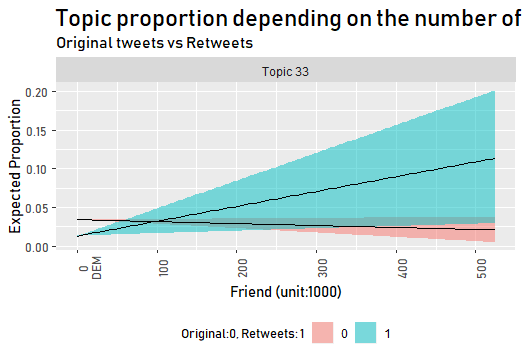 Topic proportion depending on the number of
Original tweets vs Retweets
Topic 33
Expected Proportion
0.20
0.15
0.10
0.05
0.00
0
DEM
100
200
300
400
500
Friend (unit:1000)
Original:0, Retweets:1 0 1